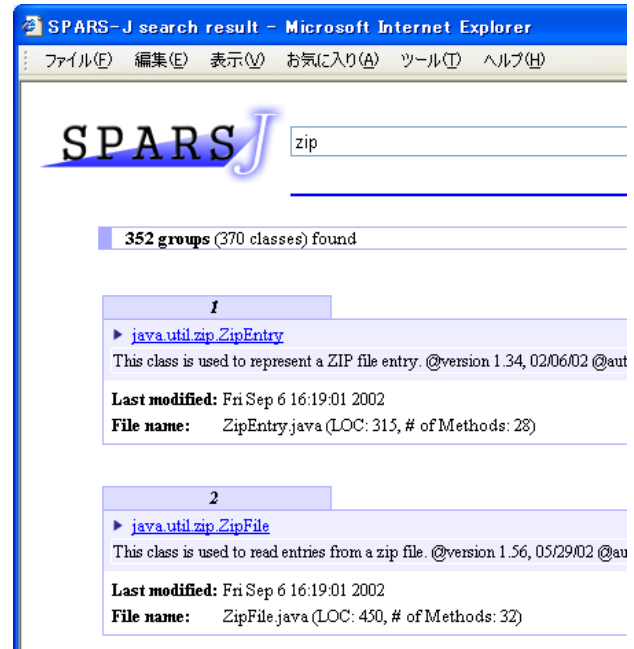 SPARS-J search result - Microsoft Internet Explorer
ファイル(F) 編集(E) 表示(V) お気に入り(A) ツール(T) ヘルプ(H)
SPARS J
zip
352 groups (370 classes) found
1
java.util.zip.ZipEntry
This class is used to represent a ZIP file entry. @version 1.34, 02/06/02 @aut
Last modified: Fri Sep 6 16:19:01 2002
File name: ZipEntry.java (LOC: 315, # of Methods: 28)
2
java.util.zip.ZipFile
This class is used to read entries from a zip file. @version 1.56, 05/29/02 @au
Last modified: Fri Sep 6 16:19:01 2002
File name: ZipFile.java (LOC: 450, # of Methods: 32)